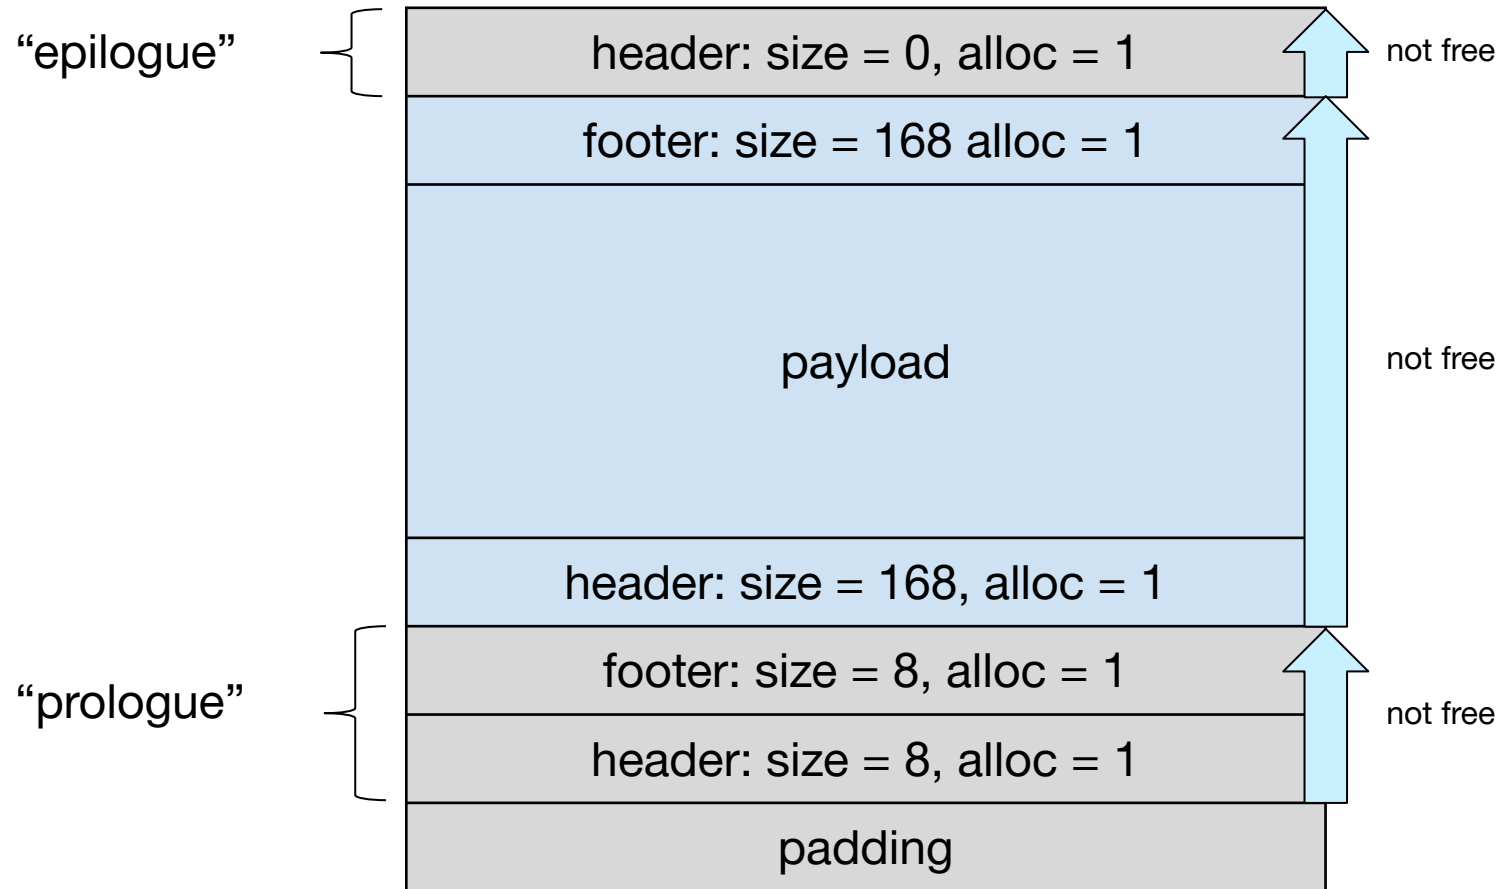 “epilogue”
header: size = 0, alloc = 1
not free
footer: size = 168 alloc = 1
payload
not free
header: size = 168, alloc = 1
“prologue”
footer: size = 8, alloc = 1
header: size = 8, alloc = 1
not free
padding